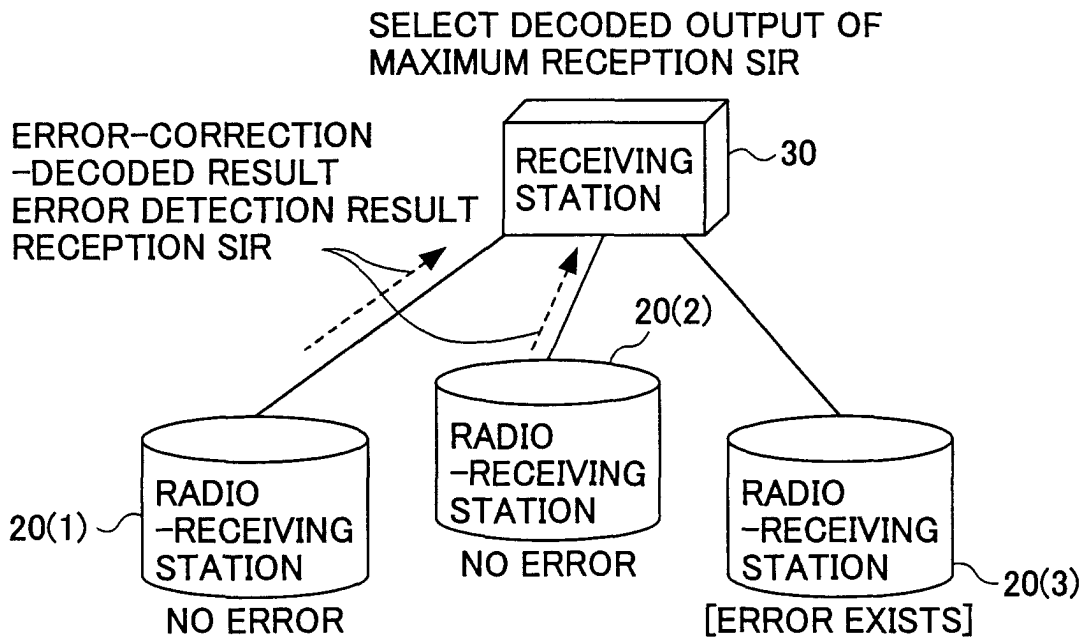 SELECT DECODED OUTPUT OF
MAXIMUM RECEPTION SIR
ERROR-CORRECTION
-DECODED RESULT
ERROR DETECTION RESULT
RECEPTION SIR
RECEIVING
STATION
30
20(2)
RADIO
-RECEIVING
STATION
NO ERROR
20(1)
RADIO
-RECEIVING
STATION
NO ERROR
RADIO
-RECEIVING
STATION
20(3)
[ERROR EXISTS]